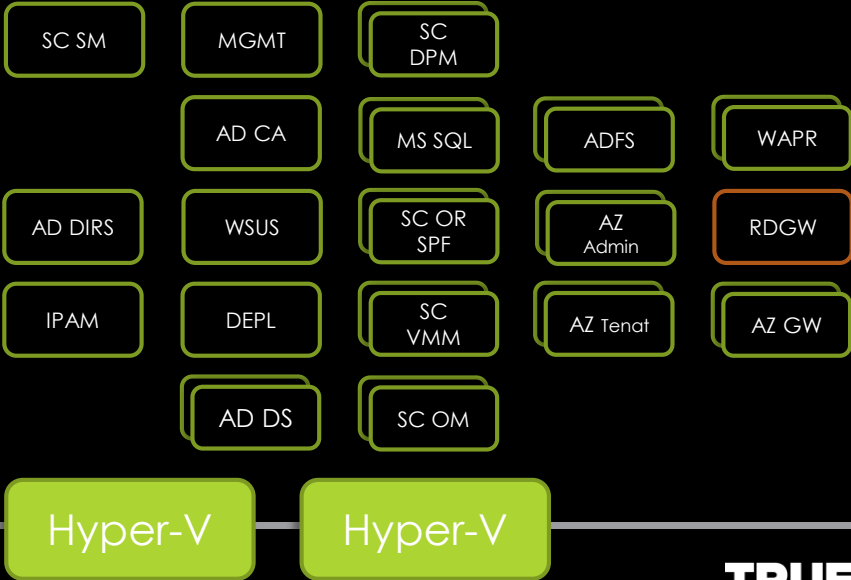 SC SM
MGMT
SC
DPM
AD CA
MS SQL
ADFS
WAPR
AD DIRS
WSUS
SC OR
SPF
AZ
Admin
RDGW
IPAM
DEPL
SC
VMM
AZ Tenat
AZ GW
AD DS
SC OM
Hyper-V
Hyper-V
TRUE